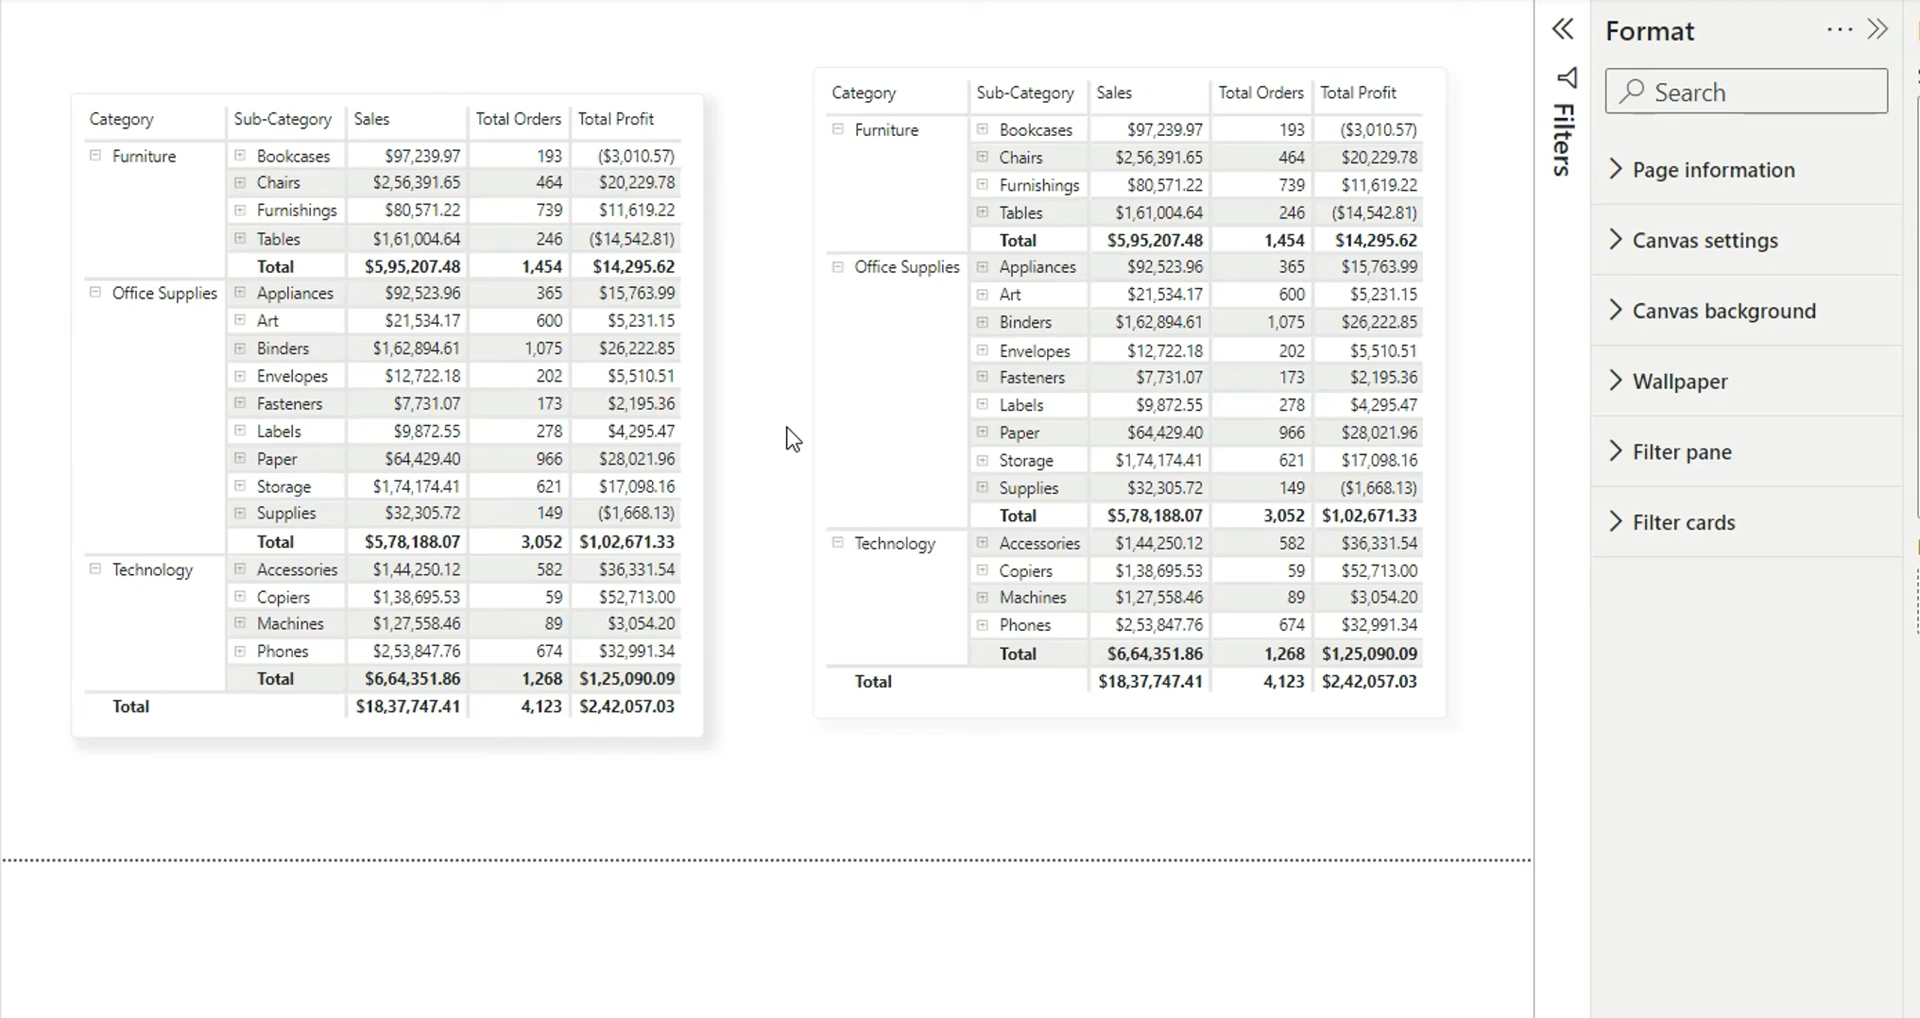 Category Sub-Category Sales Total Orders Total Profit
Furniture Bookcases $97,239.97 193 ($3,010.57)
Chairs $2,56,391.65 464 $20,229.78
Furnishings $80,571.22 739 $11,619.22
Tables $1,61,004.64 246 ($14,542.81)
Total $5,95,207.48 1,454 $14,295.62
Office Supplies Appliances $92,523.96 365 $15,763.99
Art $21,534.17 600 $5,231.15
Binders $1,62,894.61 1,075 $26,222.85
Envelopes $12,722.18 202 $5,510.51
Fasteners $7,731.07 173 $2,195.36
Labels $9,872.55 278 $4,295.47
Paper $64,429.40 966 $28,021.96
Storage $1,74,174.41 621 $17,098.16
Supplies $32,305.72 149 ($1,668.13)
Total $5,78,188.07 3,052 $1,02,671.33
Technology Accessories $1,44,250.12 582 $36,331.54
Copiers $1,38,695.53 59 $52,713.00
Machines $1,27,558.46 89 $3,054.20
Phones $2,53,847.76 674 $32,991.34
Total $6,64,351.86 1,268 $1,25,090.09
Total $18,37,747.41 4,123 $2,42,057.03
Category Sub-Category Sales Total Orders Total Profit
Furniture Bookcases $97,239.97 193 ($3,010.57)
Chairs $2,56,391.65 464 $20,229.78
Furnishings $80,571.22 739 $11,619.22
Tables $1,61,004.64 246 ($14,542.81)
Total $5,95,207.48 1,454 $14,295.62
Office Supplies Appliances $92,523.96 365 $15,763.99
Art $21,534.17 600 $5,231.15
Binders $1,62,894.61 1,075 $26,222.85
Envelopes $12,722.18 202 $5,510.51
Fasteners $7,731.07 173 $2,195.36
Labels $9,872.55 278 $4,295.47
Paper $64,429.40 966 $28,021.96
Storage $1,74,174.41 621 $17,098.16
Supplies $32,305.72 149 ($1,668.13)
Total $5,78,188.07 3,052 $1,02,671.33
Technology Accessories $1,44,250.12 582 $36,331.54
Copiers $1,38,695.53 59 $52,713.00
Machines $1,27,558.46 89 $3,054.20
Phones $2,53,847.76 674 $32,991.34
Total $6,64,351.86 1,268 $1,25,090.09
Total $18,37,747.41 4,123 $2,42,057.03
Filters
Format
Search
Page information
Canvas settings
Canvas background
Wallpaper
Filter pane
Filter cards